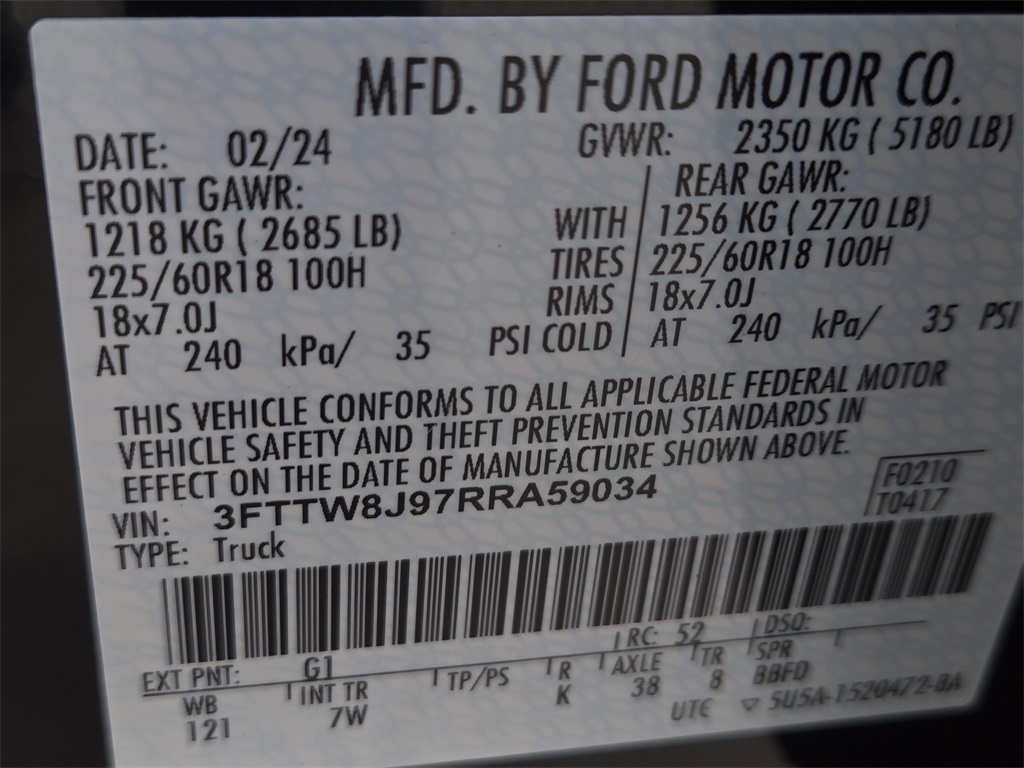 MFD. BY FORD MOTOR CO.
DATE: 02/24 GVWR: 2350 KG ( 5180 LB)
FRONT GAWR: REAR GAWR:
1218 KG ( 2685 LB) WITH 1256 KG ( 2770 LB)
225/60R18 100H TIRES 225/60R18 100H
18x7.0J RIMS 18x7.0J
AT 240 kPa/ 35 PSI COLD AT 240 kPa/ 35 PSI
THIS VEHICLE CONFORMS TO ALL APPLICABLE FEDERAL MOTOR
VEHICLE SAFETY AND THEFT PREVENTION STANDARDS IN
EFFECT ON THE DATE OF MANUFACTURE SHOWN ABOVE.
VIN: 3FTTW8J97RRA59034 F0210
TYPE: Truck T0417
EXT PNT: G1 RC: 52 DSO:
WB INT TR TP/PS R AXLE TR SPR
121 7W K 38 8 BBFD
UTC ▽ 5U5A-1520472-BA